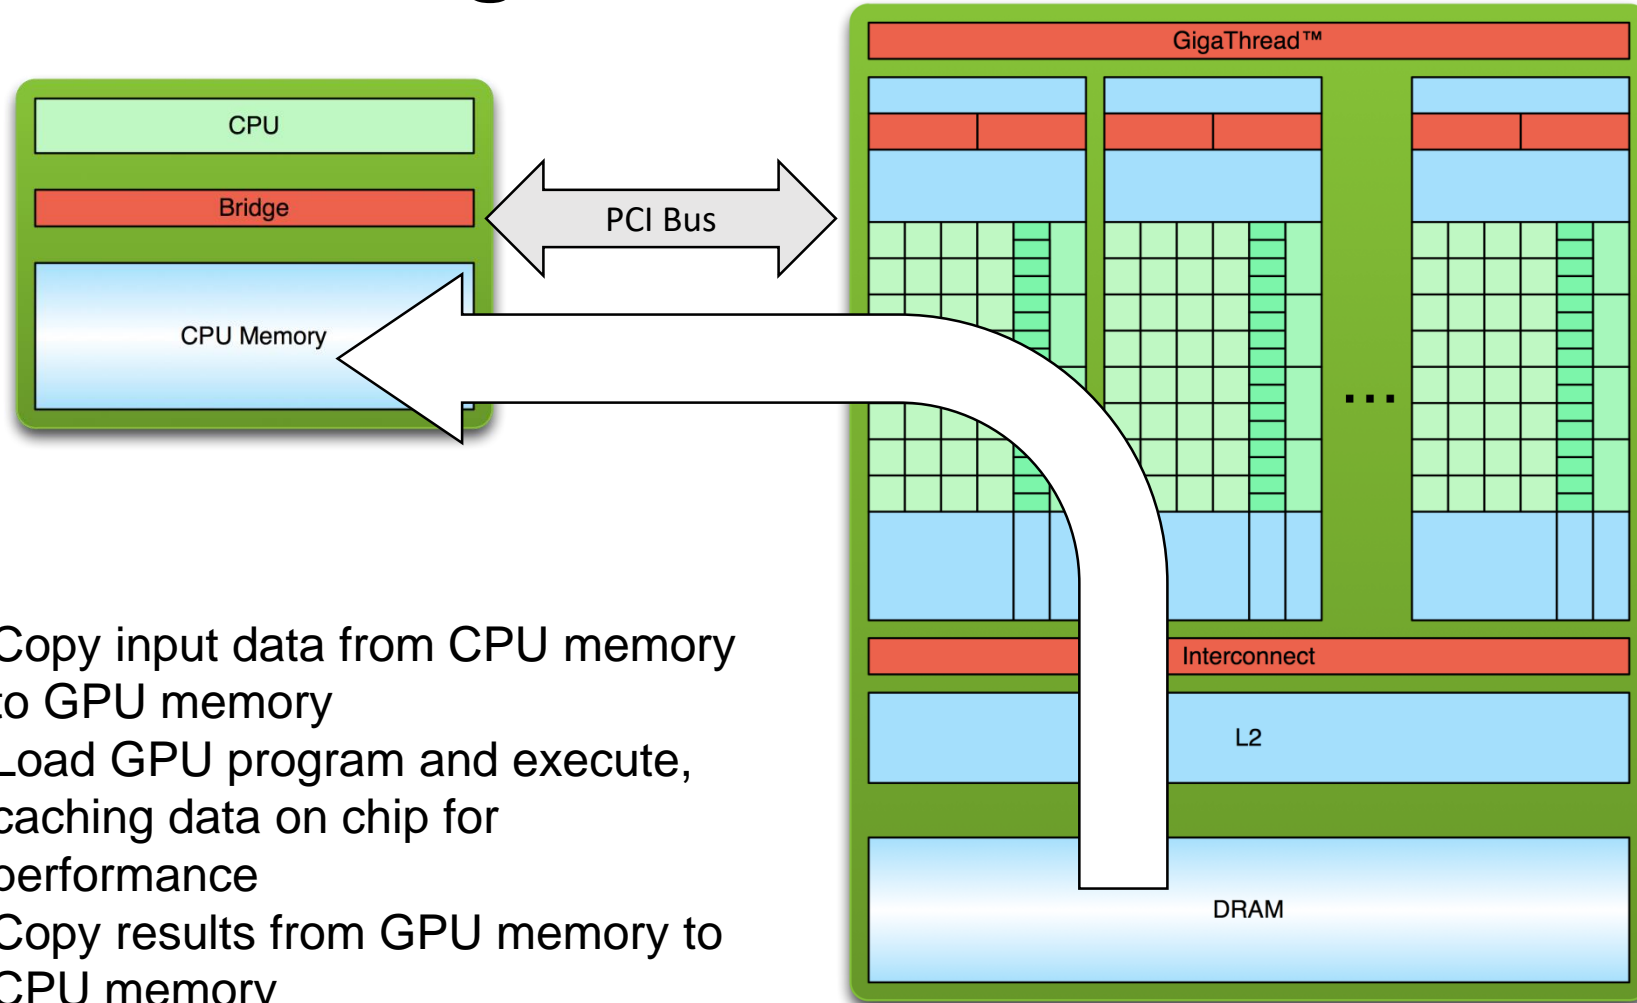 GigaThread™
CPU
Bridge
PCI Bus
CPU Memory
...
Copy input data from CPU memory
to GPU memory
Load GPU program and execute,
caching data on chip for
performance
Copy results from GPU memory to
CPU memory
Interconnect
L2
DRAM